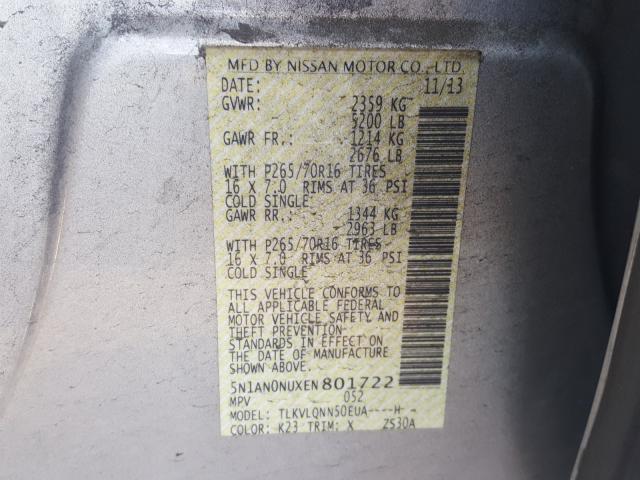 MFD BY NISSAN MOTOR CO., LTD.
DATE: 11/13
GVWR: 2359 KG
5200 LB
GAWR FR.: 1214 KG
2676 LB
WITH P265/70R16 TIRES
16 X 7.0 RIMS AT 36 PSI
COLD SINGLE
GAWR RR.: 1344 KG
2963 LB
WITH P265/70R16 TIRES
16 X 7.0 RIMS AT 36 PSI
COLD SINGLE
THIS VEHICLE CONFORMS TO
ALL APPLICABLE FEDERAL
MOTOR VEHICLE SAFETY AND
THEFT PREVENTION
STANDARDS IN EFFECT ON
THE DATE OF MANUFACTURE
SHOWN ABOVE.
5N1AN0NUXEN801722
MPV 052
MODEL: TLKVLQNN50EUA----H- -
COLOR: K23 TRIM: X ZS30A